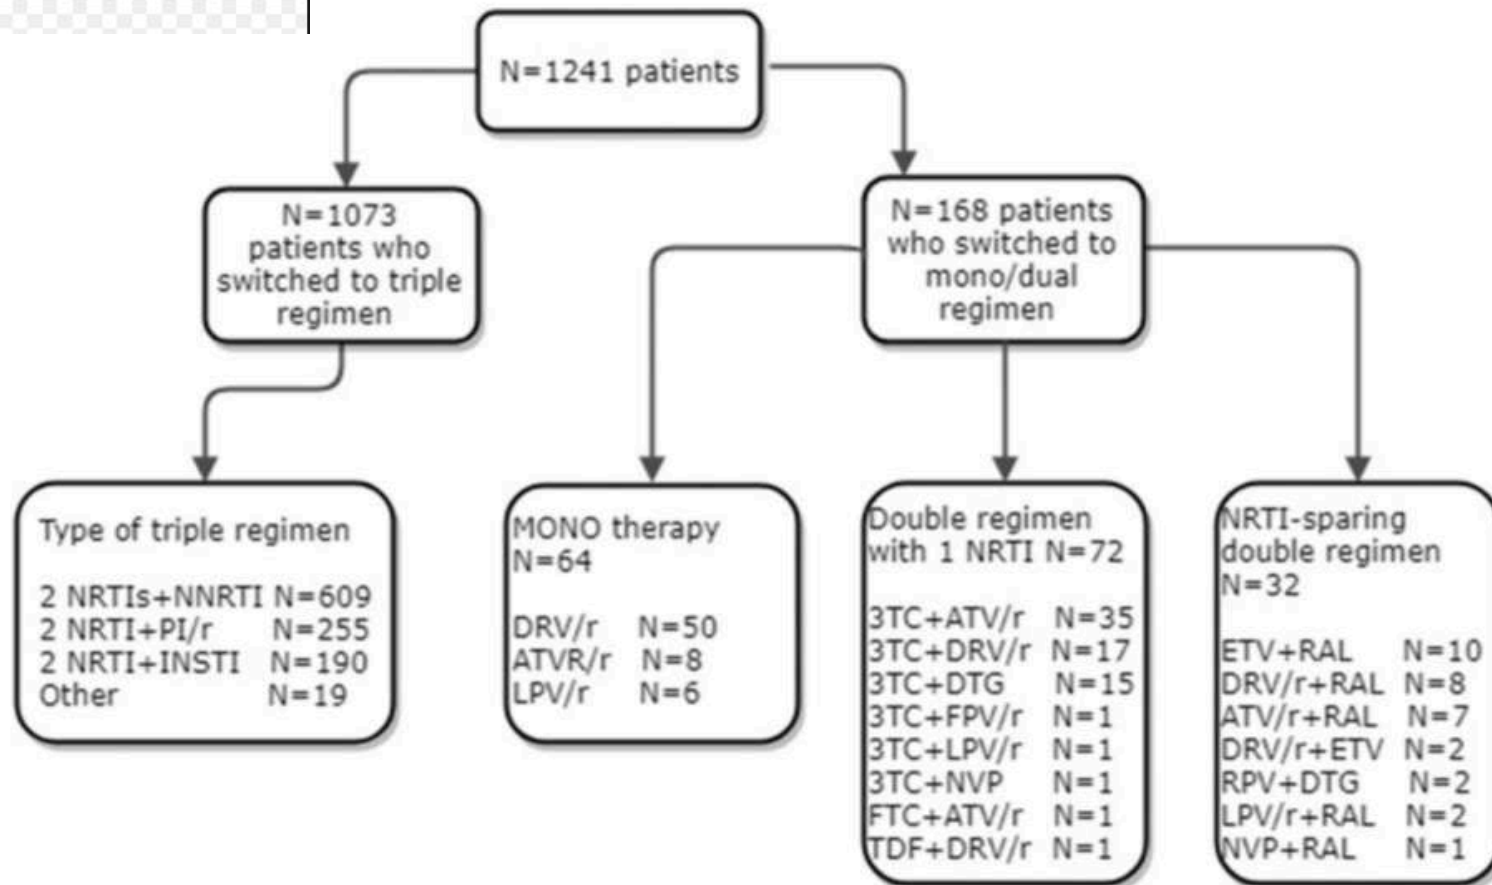 N=1241 patients
N=1073
patients who
switched to triple
regimen
N=168 patients
who switched to
mono/dual
regimen
Type of triple regimen
2 NRTIs+NNRTI N=609
2 NRTI+PI/r N=255
2 NRTI+INSTI N=190
Other N=19
MONO therapy
N=64
DRV/r N=50
ATVR/r N=8
LPV/r N=6
Double regimen
with 1 NRTI N=72
3TC+ATV/r N=35
3TC+DRV/r N=17
3TC+DTG N=15
3TC+FPV/r N=1
3TC+LPV/r N=1
3TC+NVP N=1
FTC+ATV/r N=1
TDF+DRV/r N=1
NRTI-sparing
double regimen
N=32
ETV+RAL N=10
DRV/r+RAL N=8
ATV/r+RAL N=7
DRV/r+ETV N=2
RPV+DTG N=2
LPV/r+RAL N=2
NVP+RAL N=1